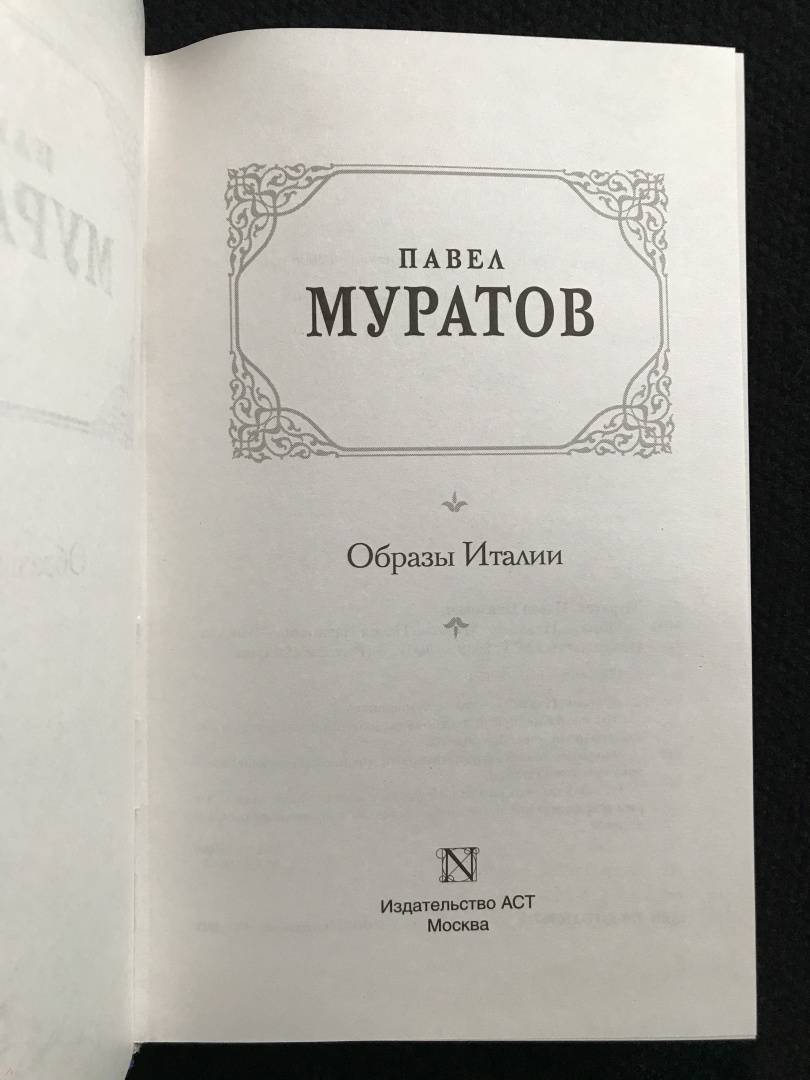 ПАВЕЛ
МУРАТОВ
Образы Италии
N
Издательство АСТ
Москва